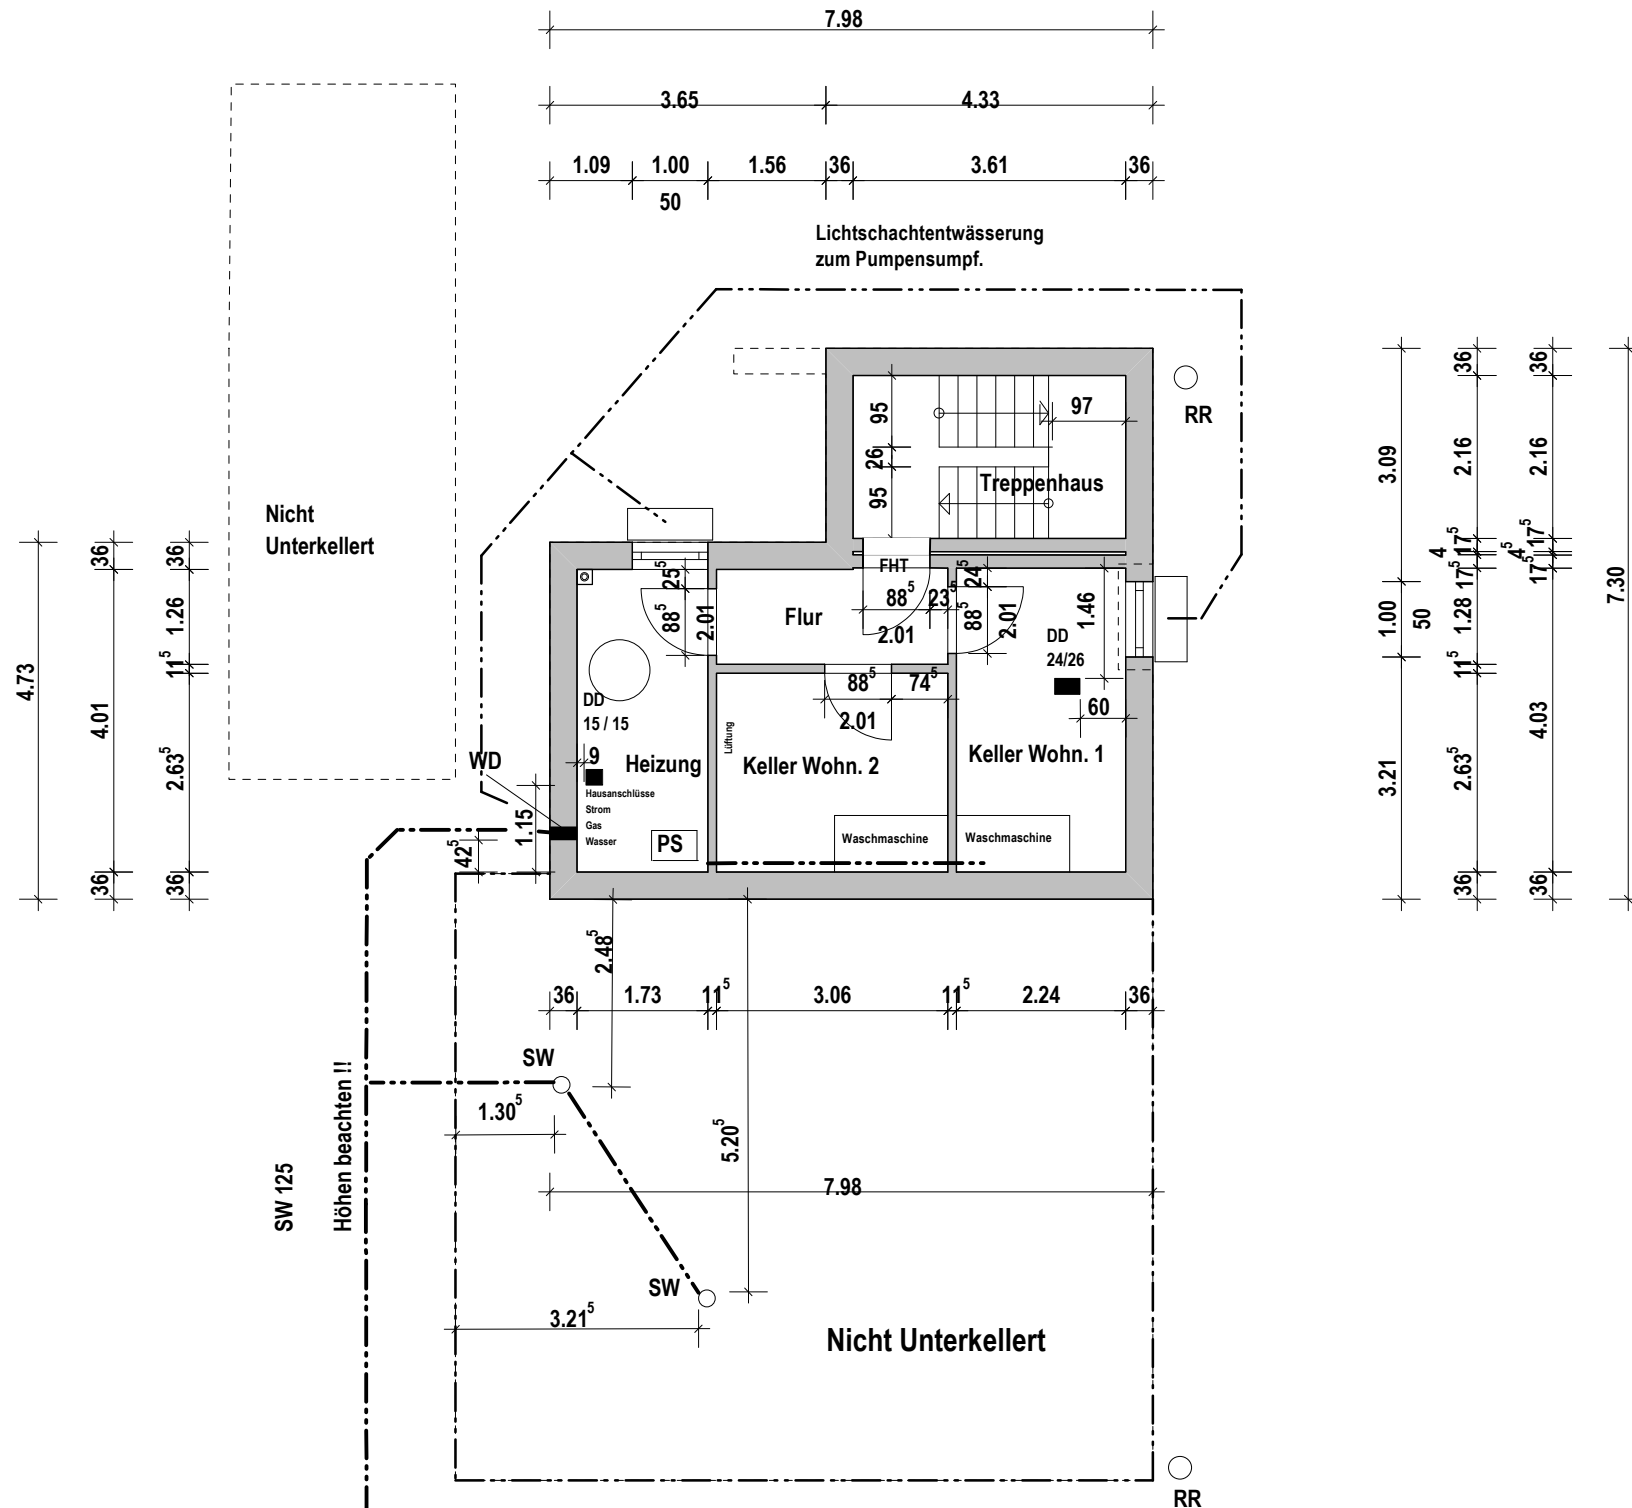 7.98
3.65 4.33
1.09 1.00 1.56 36 3.61 36
50
Lichtschachtentwässerung
zum Pumpensumpf.
Nicht
Unterkellert
RR
95
26
95
97
Treppenhaus
FHT
88⁵ 23⁵
2.01
24⁵
88⁵
2.01
1.46
25⁵
88⁵
2.01
Flur
DD
24/26
60
88⁵ 74⁵
2.01
DD
15 / 15
9
Heizung
Lüftung
Keller Wohn. 2
Keller Wohn. 1
WD
Hausanschlüsse
Strom
Gas
Wasser
PS
Waschmaschine
Waschmaschine
1.15
42⁵
4.73
36
4.01
36
36
1.26
11⁵
2.63⁵
36
3.09
1.00
50
3.21
36
2.16
17⁵
4
17⁵
1.28
11⁵
2.63⁵
36
36
2.16
17⁵
4⁵
17⁵
4.03
36
7.30
2.48⁵
36 1.73 11⁵ 3.06 11⁵ 2.24 36
SW
1.30⁵
5.20⁵
7.98
SW 125
Höhen beachten !!
SW
3.21⁵
Nicht Unterkellert
RR